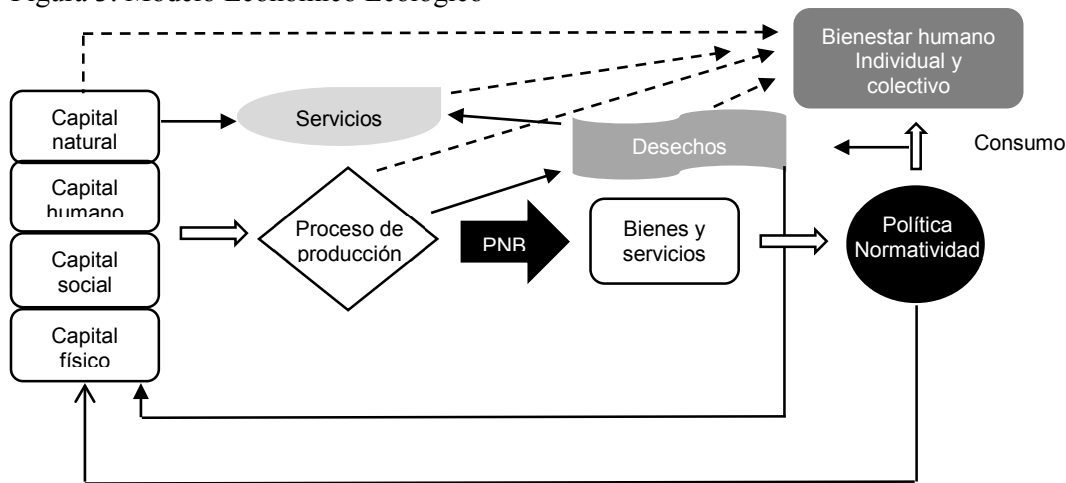 Figura 3. Modelo Económico Ecológico
Bienestar humano
Individual y
colectivo
Capital
natural
Servicios
Desechos
Consumo
Capital
humano
Proceso de
producción
PNB
Bienes y
servicios
Política
Normatividad
Capital
social
Capital
físico